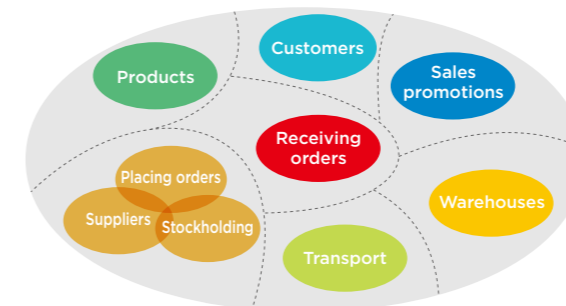 Customers
Products
Sales
promotions
Receiving
orders
Placing orders
Suppliers
Stockholding
Warehouses
Transport